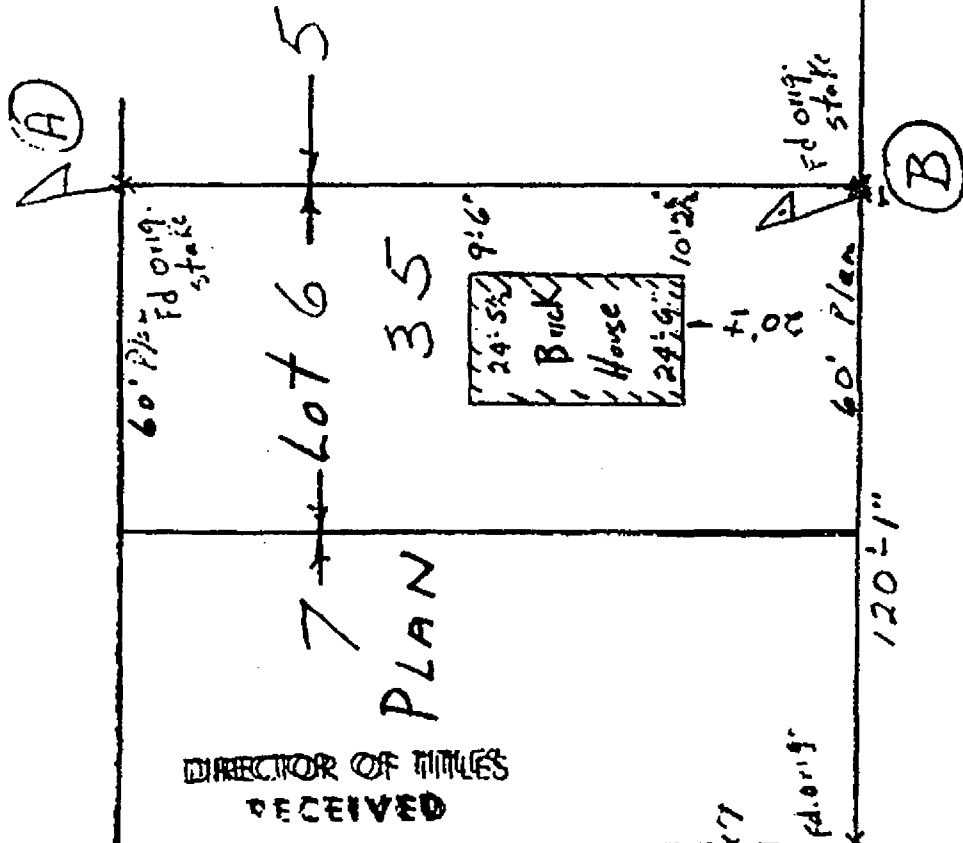 A
60' Plan
Fd orig.
stake
5
Lot 6
35
9'-6"
24'-5½"
Brick
House
24'-6"
10'2½"
20'±
Fd orig.
stake
B
60' Plan
120'-1"
7
PLAN
DIRECTOR OF TITLES
RECEIVED
Fd. orig.